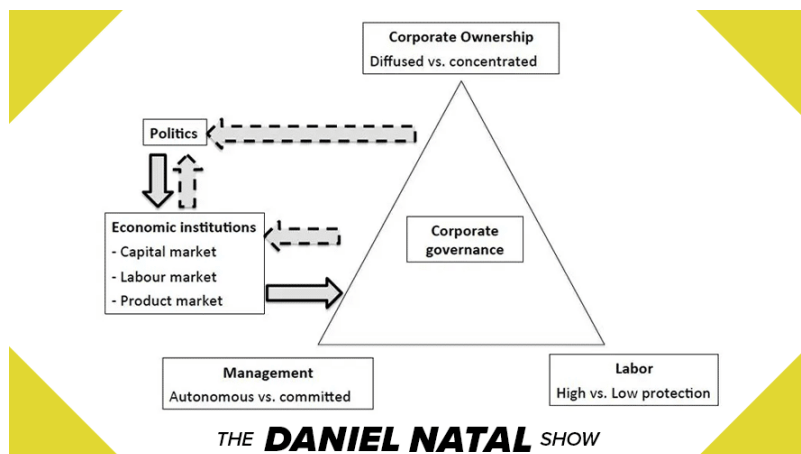 Corporate Ownership
Diffused vs. concentrated
Politics
Economic institutions
- Capital market
- Labour market
- Product market
Corporate
governance
Management
Autonomous vs. committed
Labor
High vs. Low protection
THE DANIEL NATAL SHOW